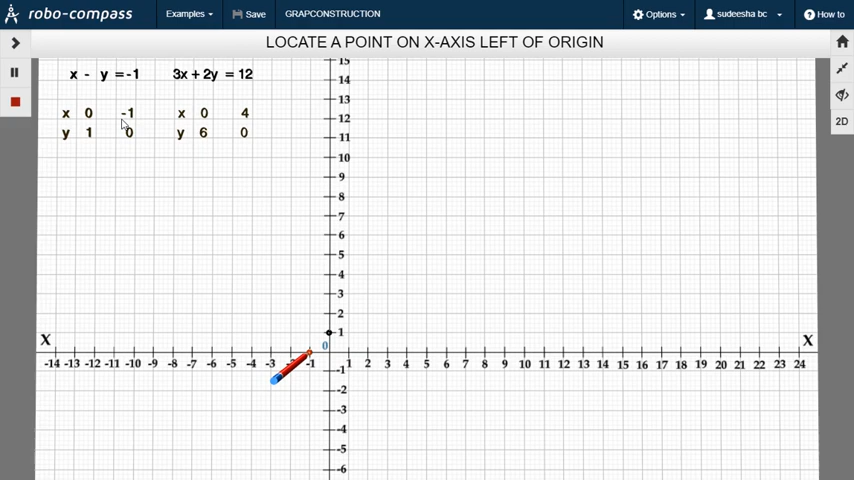 robo-compass
Examples
Save
GRAPCONSTRUCTION
Options
sudeesha bc
How to
LOCATE A POINT ON X-AXIS LEFT OF ORIGIN
2D
x - y = -1
3x + 2y = 12
x 0 -1
y 1 0
x 0 4
y 6 0
15
14
13
12
11
10
9
8
7
6
5
4
3
2
1
X
0
X
-14 -13 -12 -11 -10 -9 -8 -7 -6 -5 -4 -3 -2 -1 1 2 3 4 5 6 7 8 9 10 11 12 13 14 15 16 17 18 19 20 21 22 23 24
-1
-2
-3
-4
-5
-6